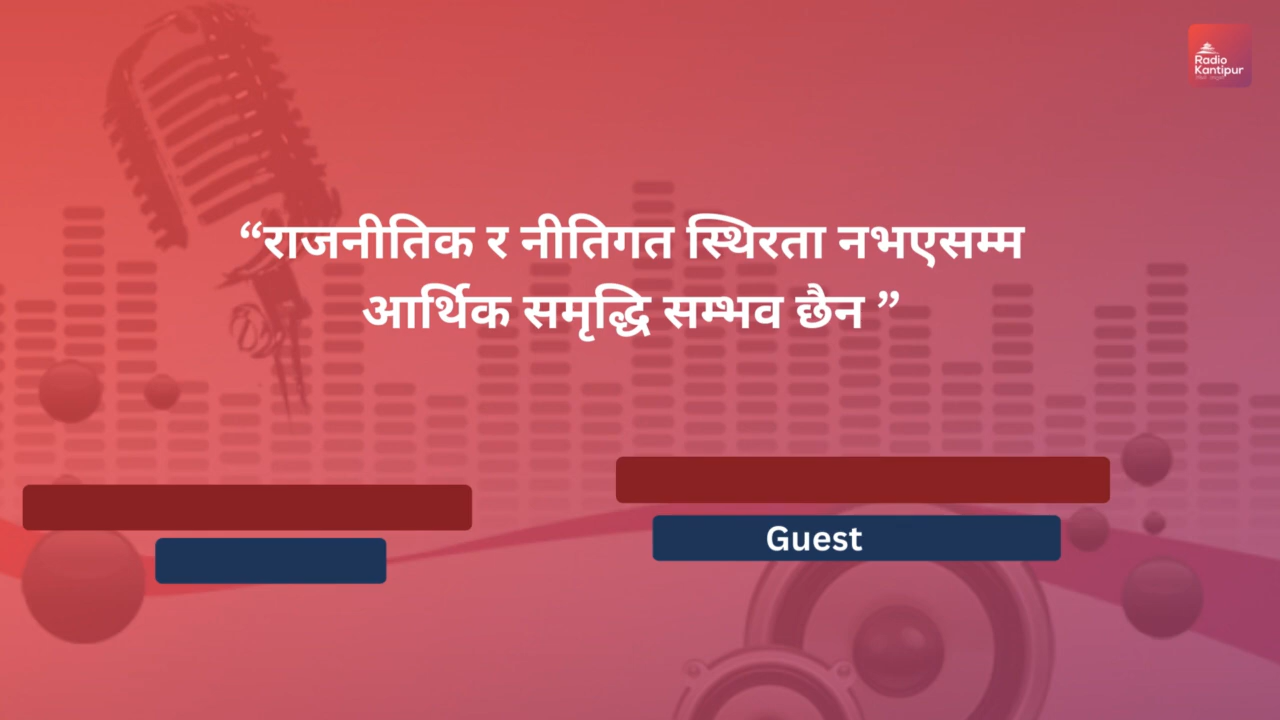 Radio
Kantipur
“राजनीतिक र नीतिगत स्थिरता नभएसम्म
आर्थिक समृद्धि सम्भव छैन ”
Guest